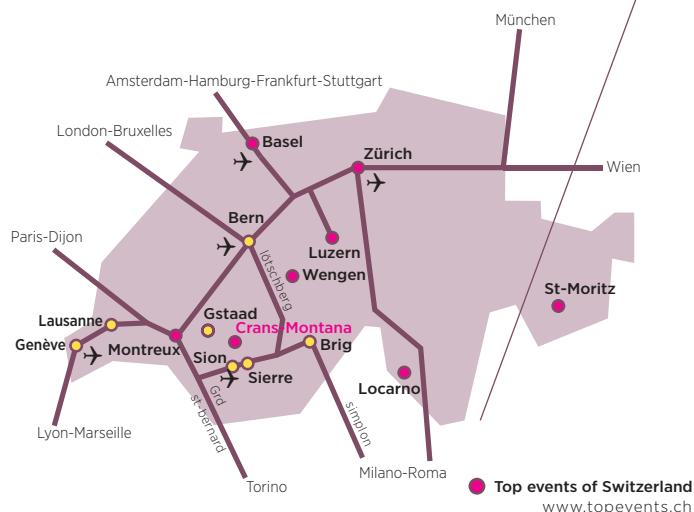 München
Amsterdam-Hamburg-Frankfurt-Stuttgart
London-Bruxelles
Basel
Zürich
Wien
Bern
Paris-Dijon
Luzern
lötschberg
Wengen
St-Moritz
Gstaad
Lausanne
Crans-Montana
Genève
Montreux
Brig
Sion
Sierre
Locarno
Grd
st-bernard
simplon
Lyon-Marseille
Milano-Roma
Torino
Top events of Switzerland
www.topevents.ch